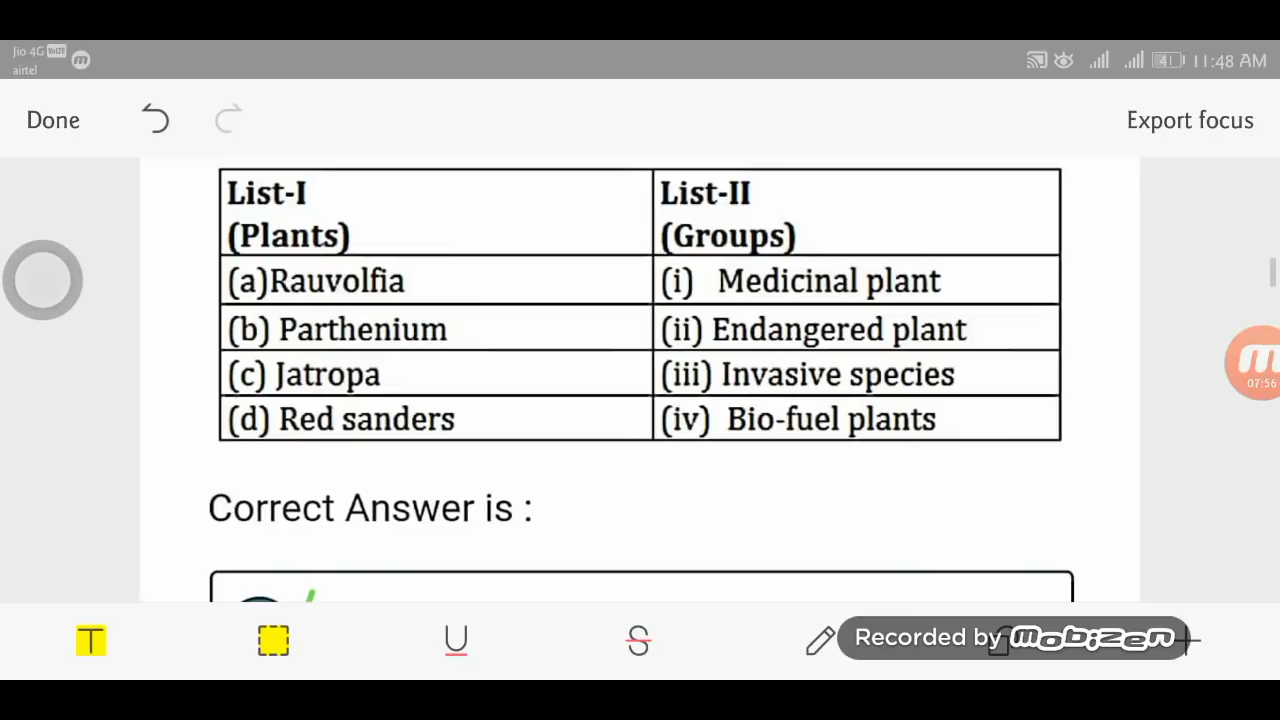 Jio 4G VoLTE
airtel
41 11:48 AM
Done
Export focus
List-I
(Plants)
List-II
(Groups)
(a)Rauvolfia
(i) Medicinal plant
(b) Parthenium
(ii) Endangered plant
(c) Jatropa
(iii) Invasive species
(d) Red sanders
(iv) Bio-fuel plants
07:56
Correct Answer is :
T
U
S
Recorded by mobizen